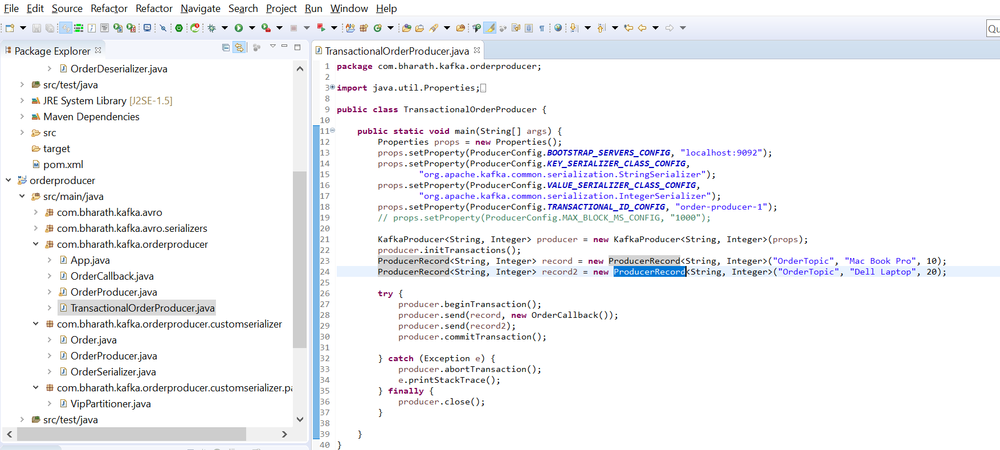 File Edit Source Refactor Refactor Navigate Search Project Run Window Help
Qu
Package Explorer
OrderDeserializer.java
src/test/java
JRE System Library [J2SE-1.5]
Maven Dependencies
src
target
pom.xml
orderproducer
src/main/java
com.bharath.kafka.avro
com.bharath.kafka.avro.serializers
com.bharath.kafka.orderproducer
App.java
OrderCallback.java
OrderProducer.java
TransactionalOrderProducer.java
com.bharath.kafka.orderproducer.customserializer
Order.java
OrderProducer.java
OrderSerializer.java
com.bharath.kafka.orderproducer.customserializer.pa
VipPartitioner.java
src/test/java
TransactionalOrderProducer.java
1 package com.bharath.kafka.orderproducer;
2
3 import java.util.Properties;
8
9 public class TransactionalOrderProducer {
10
11 public static void main(String[] args) {
12 Properties props = new Properties();
13 props.setProperty(ProducerConfig.BOOTSTRAP_SERVERS_CONFIG, "localhost:9092");
14 props.setProperty(ProducerConfig.KEY_SERIALIZER_CLASS_CONFIG,
15 "org.apache.kafka.common.serialization.StringSerializer");
16 props.setProperty(ProducerConfig.VALUE_SERIALIZER_CLASS_CONFIG,
17 "org.apache.kafka.common.serialization.IntegerSerializer");
18 props.setProperty(ProducerConfig.TRANSACTIONAL_ID_CONFIG, "order-producer-1");
19 // props.setProperty(ProducerConfig.MAX_BLOCK_MS_CONFIG, "1000");
20
21 KafkaProducer<String, Integer> producer = new KafkaProducer<String, Integer>(props);
22 producer.initTransactions();
23 ProducerRecord<String, Integer> record = new ProducerRecord<String, Integer>("OrderTopic", "Mac Book Pro", 10);
24 ProducerRecord<String, Integer> record2 = new ProducerRecord<String, Integer>("OrderTopic", "Dell Laptop", 20);
25
26 try {
27 producer.beginTransaction();
28 producer.send(record, new OrderCallback());
29 producer.send(record2);
30 producer.commitTransaction();
31
32 } catch (Exception e) {
33 producer.abortTransaction();
34 e.printStackTrace();
35 } finally {
36 producer.close();
37 }
38
39 }
40 }